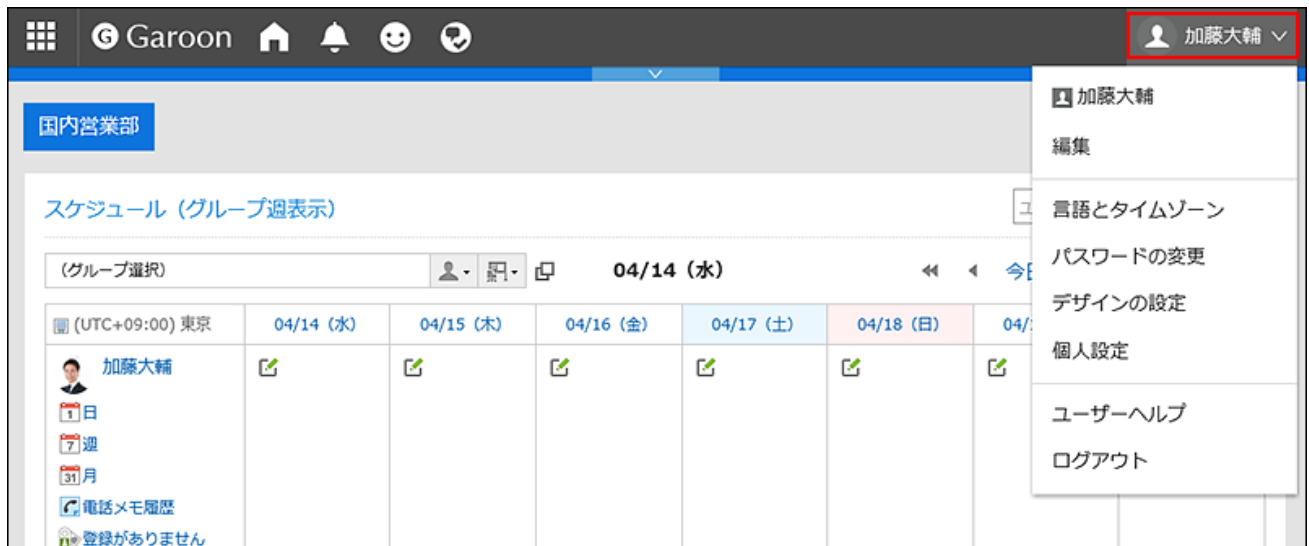 Garoon
加藤大輔
加藤大輔
編集
言語とタイムゾーン
パスワードの変更
デザインの設定
個人設定
ユーザーヘルプ
ログアウト
国内営業部
スケジュール（グループ週表示）
（グループ選択）
04/14（水）
(UTC+09:00) 東京 04/14（水） 04/15（木） 04/16（金） 04/17（土） 04/18（日） 04/
加藤大輔
1 日
7 週
31 月
電話メモ履歴
登録がありません